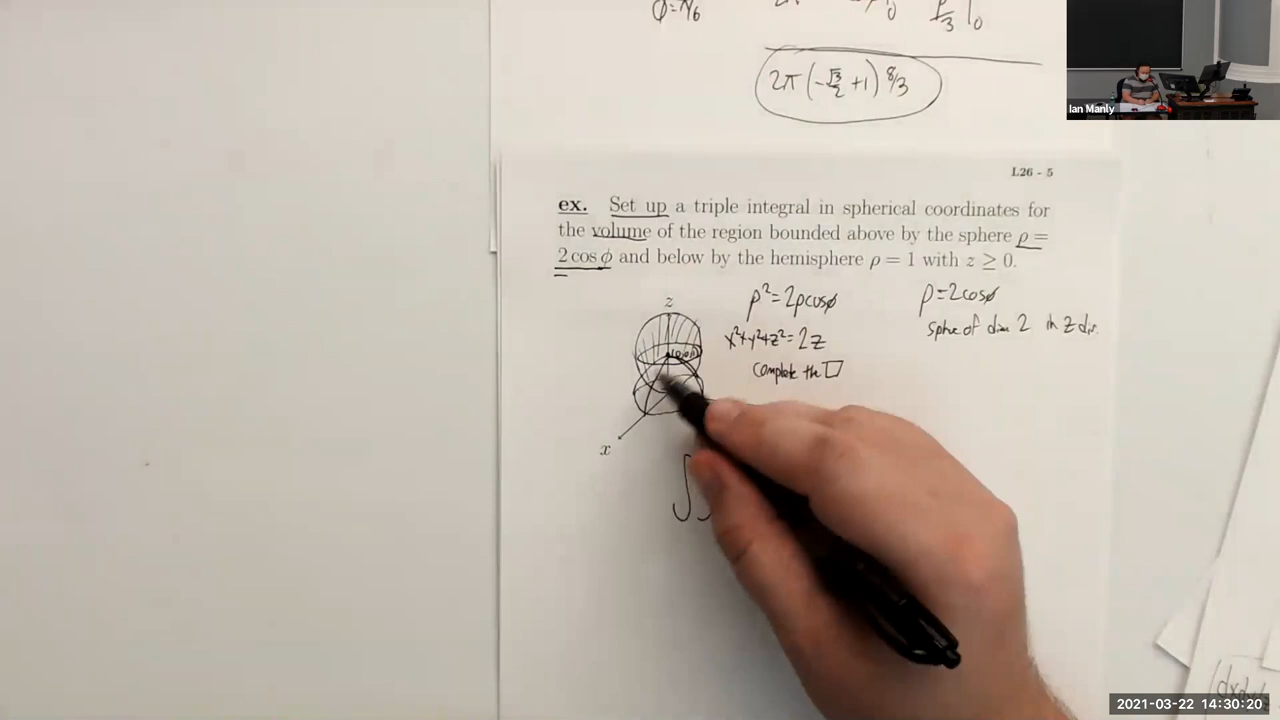 φ=π/6
2π(-√3/2 +1) 8/3
Ian Manly
L26 - 5
ex. Set up a triple integral in spherical coordinates for
the volume of the region bounded above by the sphere ρ =
2 cos ϕ and below by the hemisphere ρ = 1 with z ≥ 0.
z
ρ²=2ρcosϕ
ρ=2cosϕ
x²+y²+z²=2z
sphe of diam 2 in z dir.
complete the □
x
∫∫
2021-03-22 14:30:20